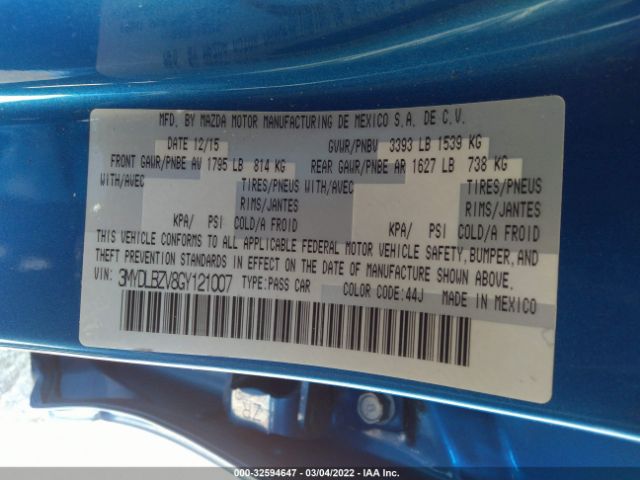 MFD. BY MAZDA MOTOR MANUFACTURING DE MEXICO S.A. DE C.V.
DATE 12/15 GVWR/PNBV 3393 LB 1539 KG
FRONT GAWR/PNBE AV 1795 LB 814 KG REAR GAWR/PNBE AR 1627 LB 738 KG
WITH/AVEC TIRES/PNEUS WITH/AVEC TIRES/PNEUS
RIMS/JANTES RIMS/JANTES
KPA/ PSI COLD/A FROID KPA/ PSI COLD/A FROID
THIS VEHICLE CONFORMS TO ALL APPLICABLE FEDERAL MOTOR VEHICLE SAFETY, BUMPER, AND
THEFT PREVENTION STANDARDS IN EFFECT ON THE DATE OF MANUFACTURE SHOWN ABOVE.
VIN: 3MYDLBZV8GY121007 TYPE:PASS CAR COLOR CODE:44J MADE IN MEXICO
000-32594647 - 03/04/2022 - IAA Inc.